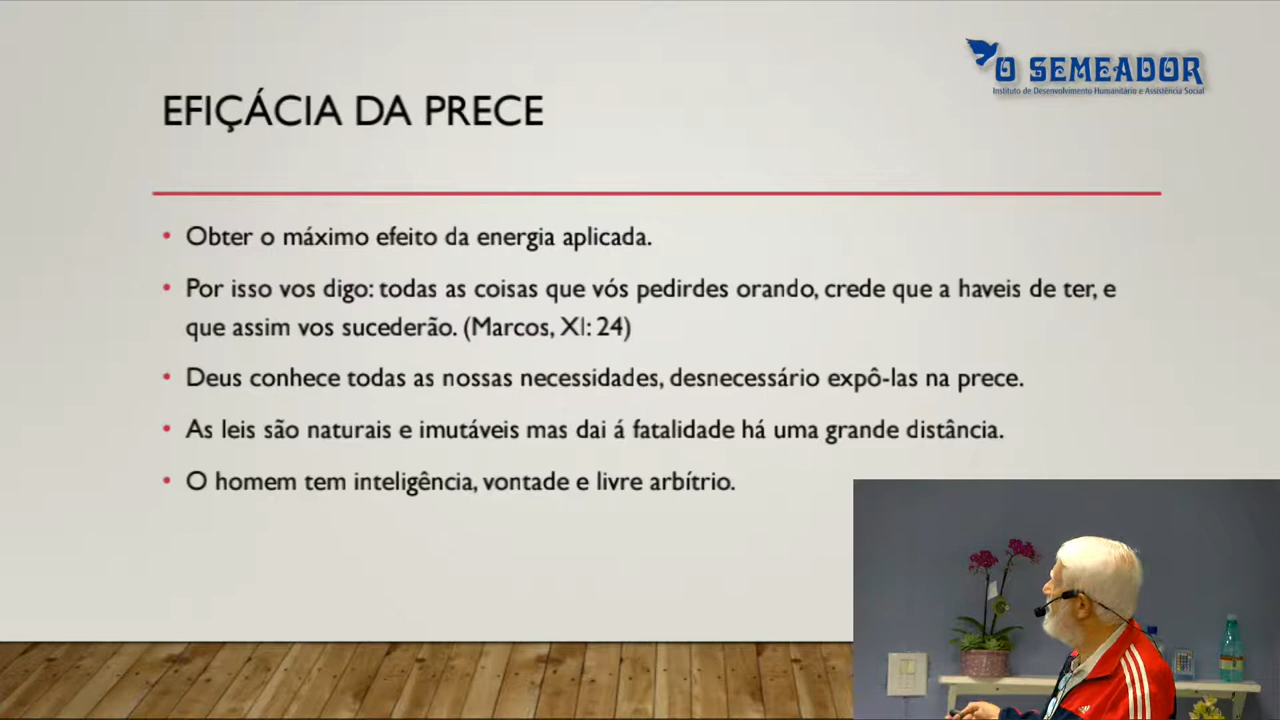 O SEMEADOR
Instituto de Desenvolvimento Humanitário e Assistência Social
EFIÇÁCIA DA PRECE
• Obter o máximo efeito da energia aplicada.
• Por isso vos digo: todas as coisas que vós pedirdes orando, crede que a haveis de ter, e
que assim vos sucederão. (Marcos, XI: 24)
• Deus conhece todas as nossas necessidades, desnecessário expô-las na prece.
• As leis são naturais e imutáveis mas dai á fatalidade há uma grande distância.
• O homem tem inteligência, vontade e livre arbítrio.